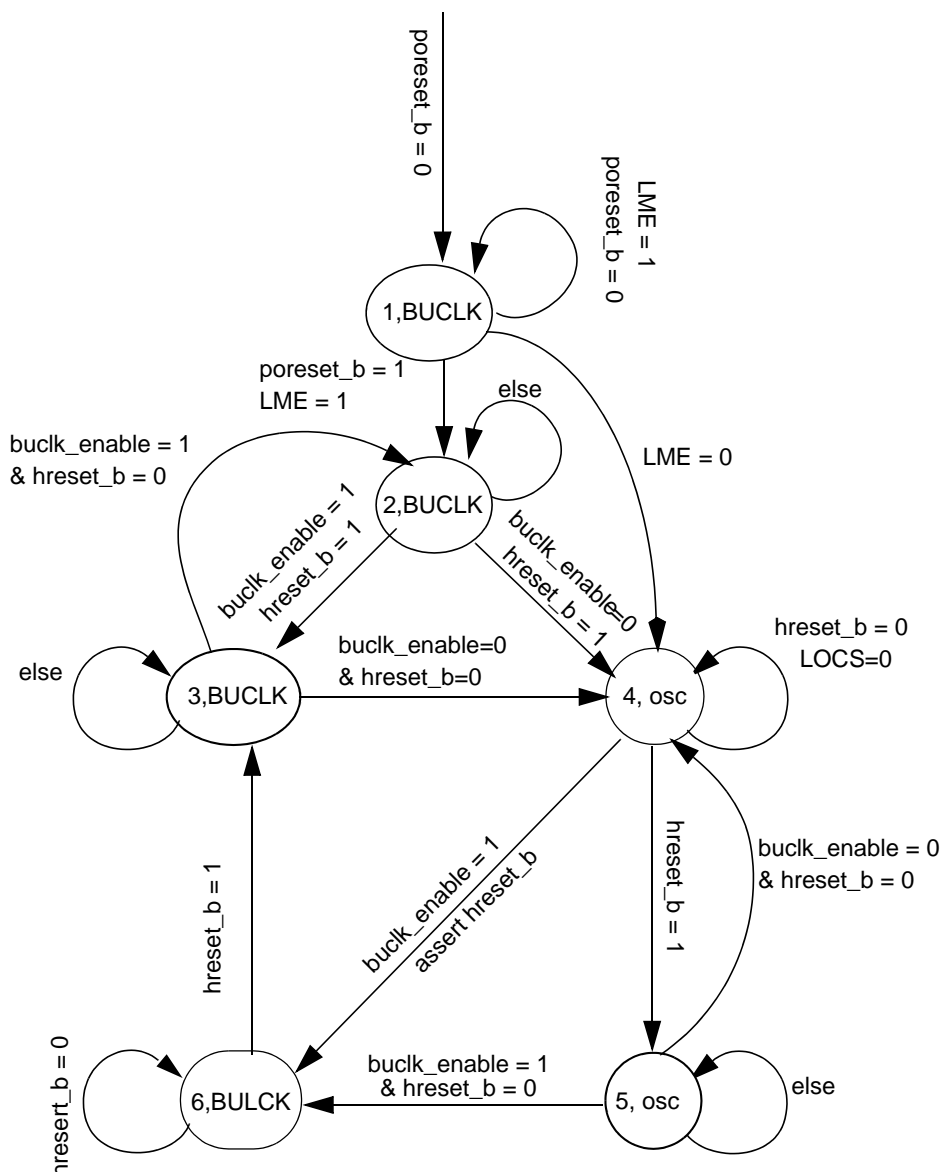 poreset_b = 0
LME = 1
poreset_b = 0
1,BUCLK
poreset_b = 1
LME = 1
else
buclk_enable = 1
& hreset_b = 0
LME = 0
2,BUCLK
buclk_enable = 1
hreset_b = 1
buclk_enable=0
hreset_b = 1
hreset_b = 0
LOCS=0
buclk_enable=0
& hreset_b=0
else
3,BUCLK
4, osc
buclk_enable = 1
assert hreset_b
hreset_b = 1
buclk_enable = 0
& hreset_b = 0
hreset_b = 1
hresert_b = 0
6,BULCK
buclk_enable = 1
& hreset_b = 0
5, osc
else